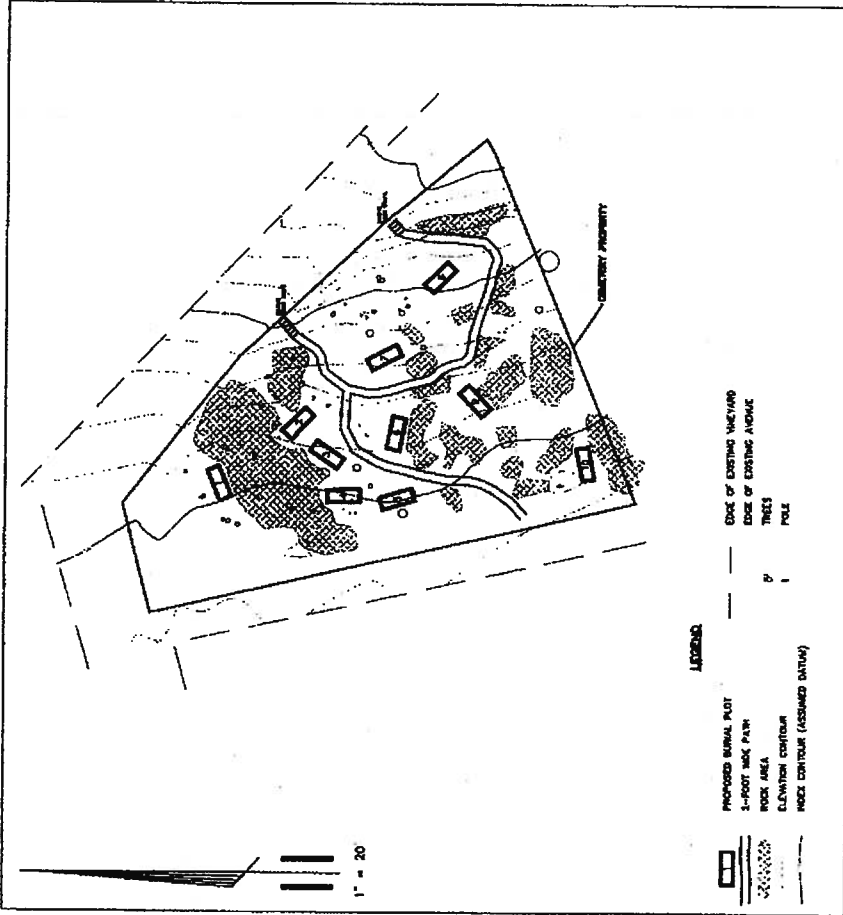 CEMETERY PROPERTY
LEGEND
PROPOSED BURIAL PLOT
2-FOOT WIDE PATH
ROCK AREA
ELEVATION CONTOUR
INDEX CONTOUR (ASSUMED DATUM)
EDGE OF EXISTING VINEYARD
EDGE OF EXISTING AVENUE
TREES
POLE
1" = 20'